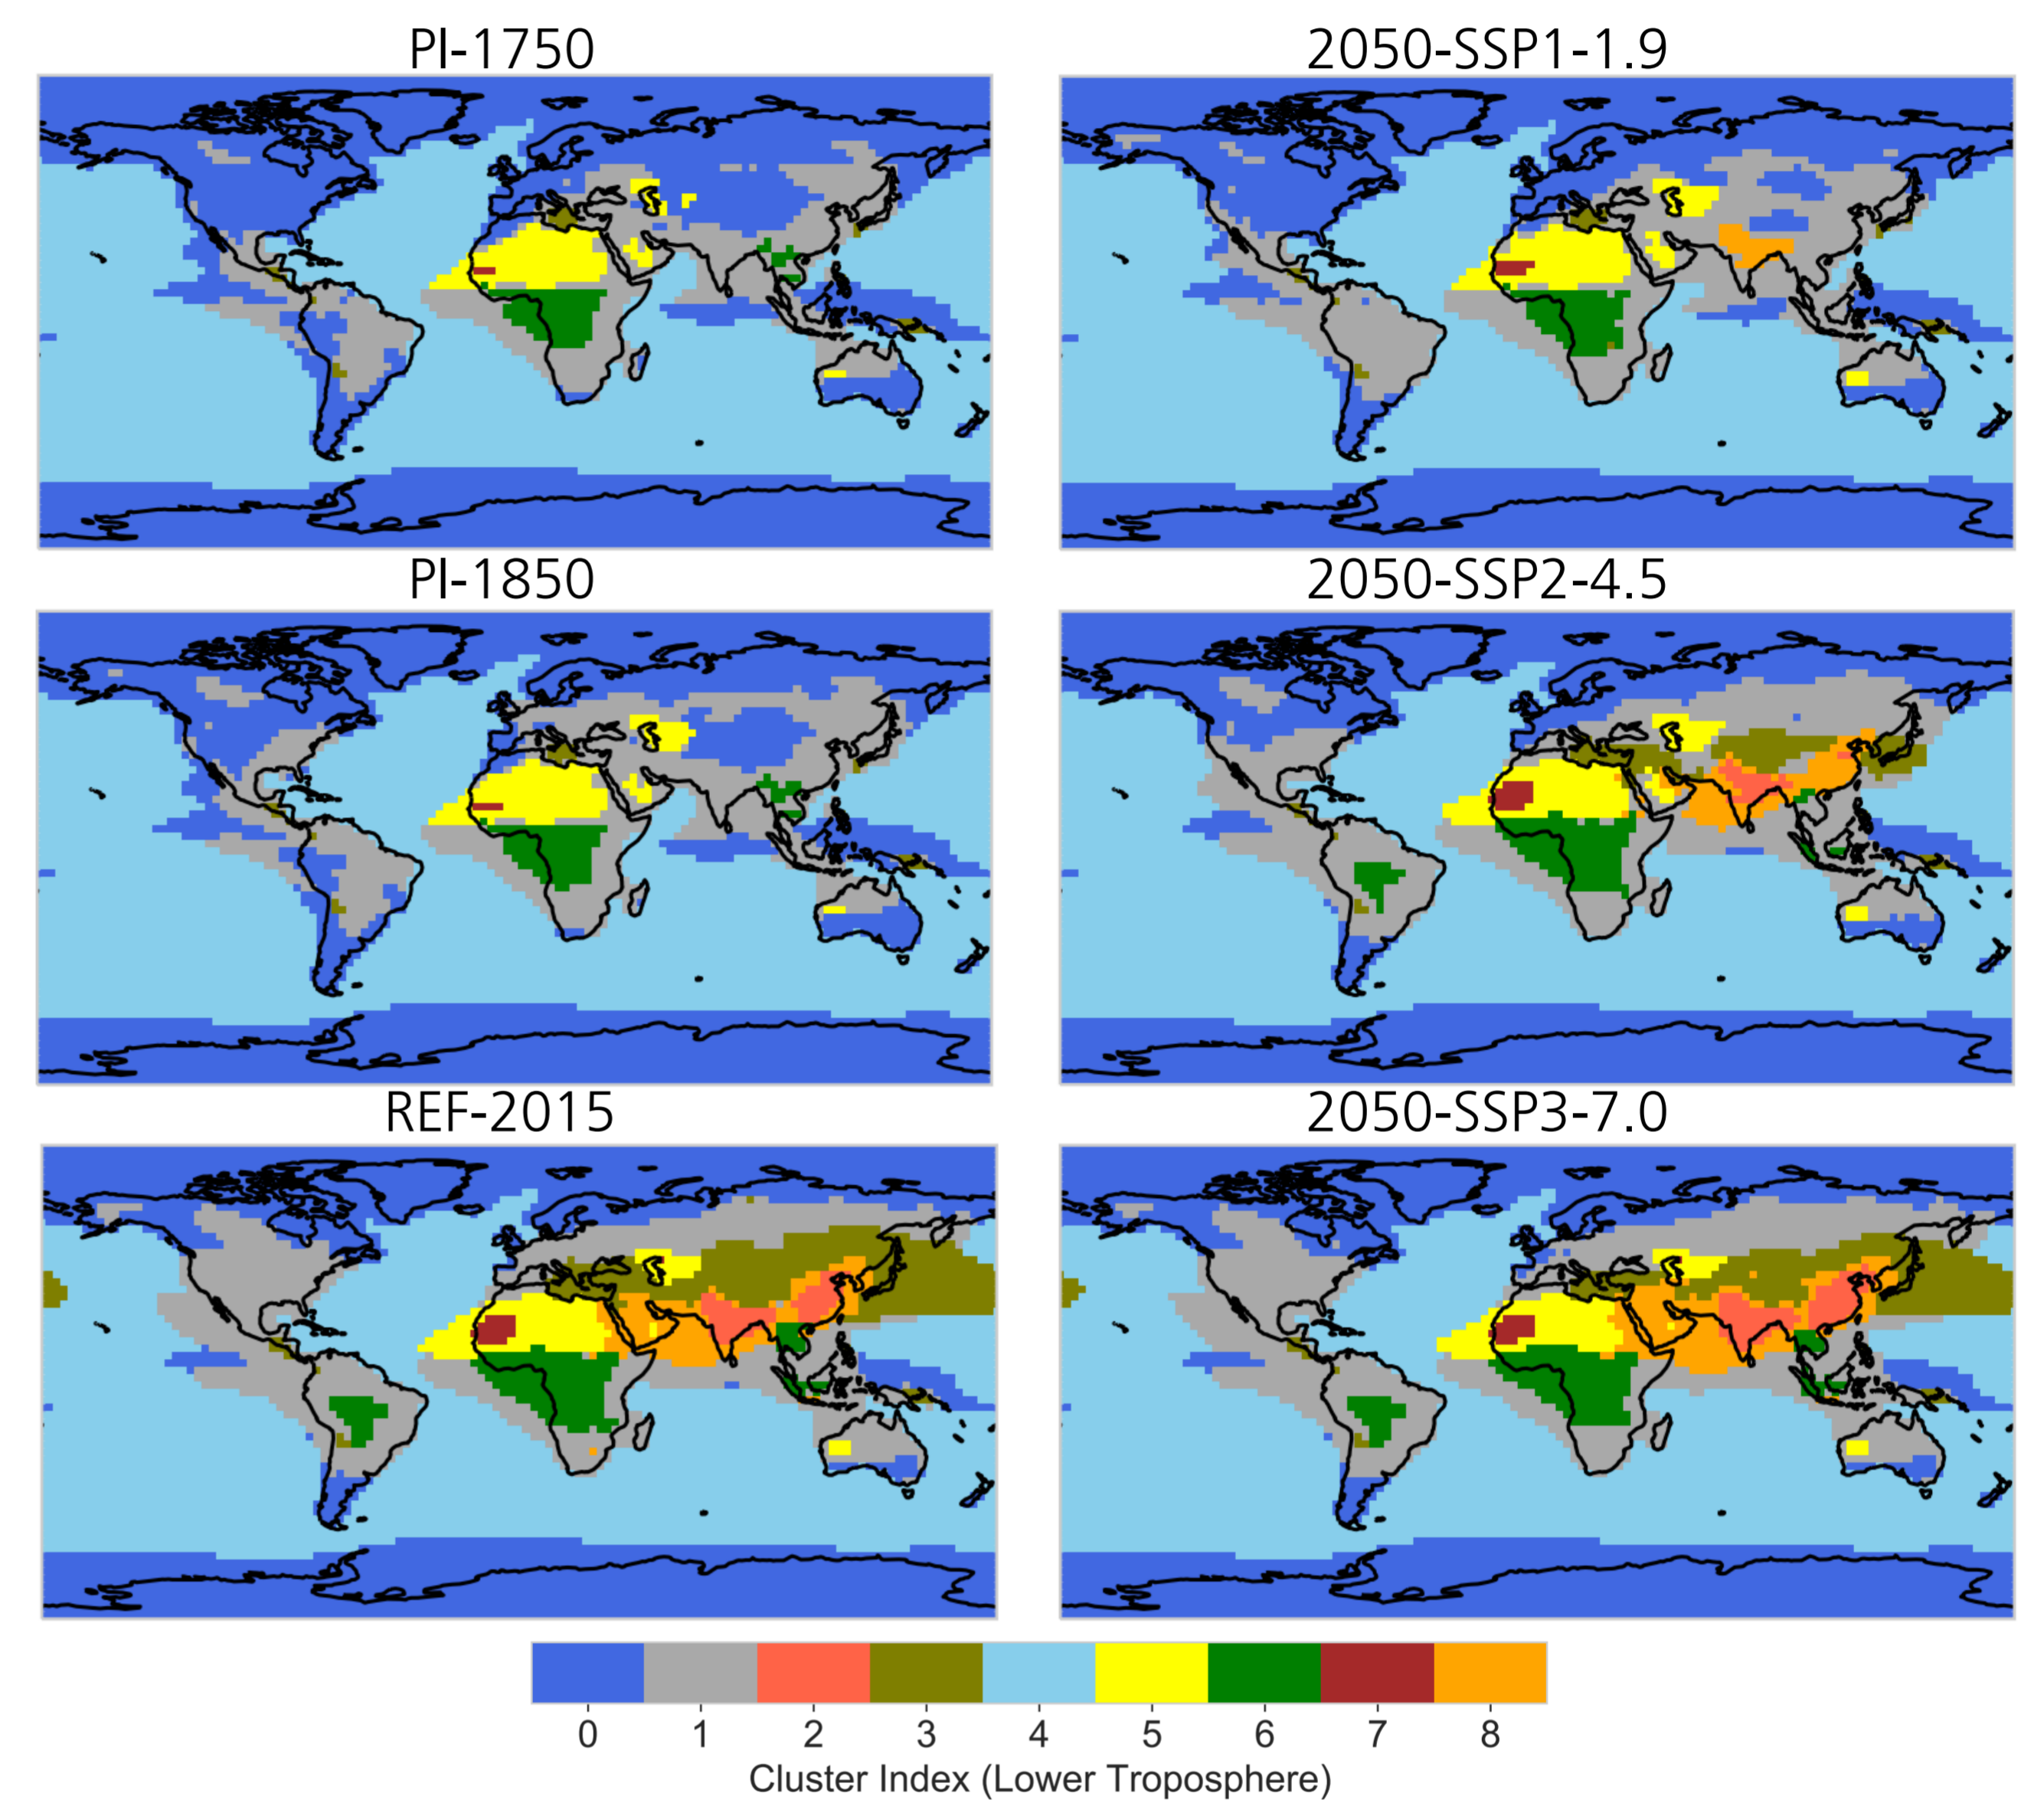 PI-1750
2050-SSP1-1.9
PI-1850
2050-SSP2-4.5
REF-2015
2050-SSP3-7.0
0 1 2 3 4 5 6 7 8
Cluster Index (Lower Troposphere)